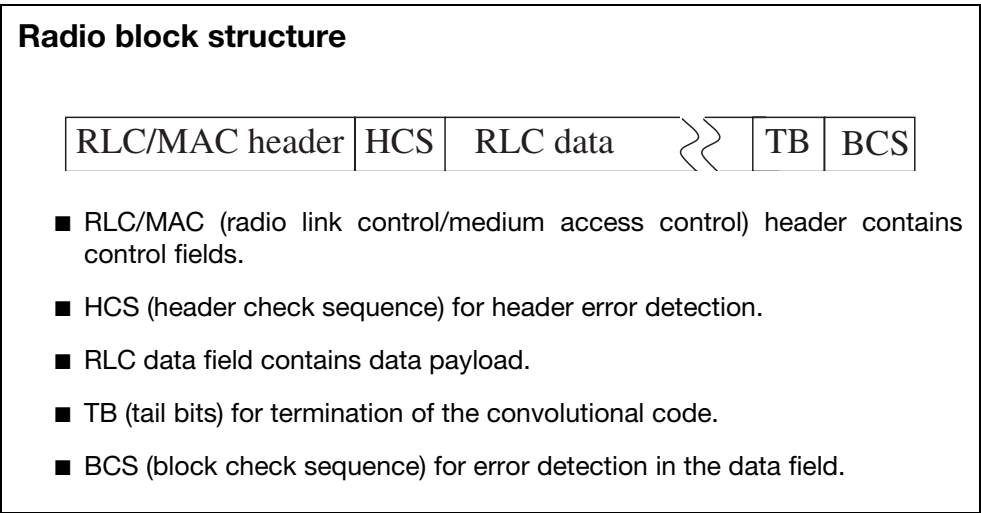 Radio block structure
RLC/MAC header HCS RLC data TB BCS
■ RLC/MAC (radio link control/medium access control) header contains
control fields.
■ HCS (header check sequence) for header error detection.
■ RLC data field contains data payload.
■ TB (tail bits) for termination of the convolutional code.
■ BCS (block check sequence) for error detection in the data field.